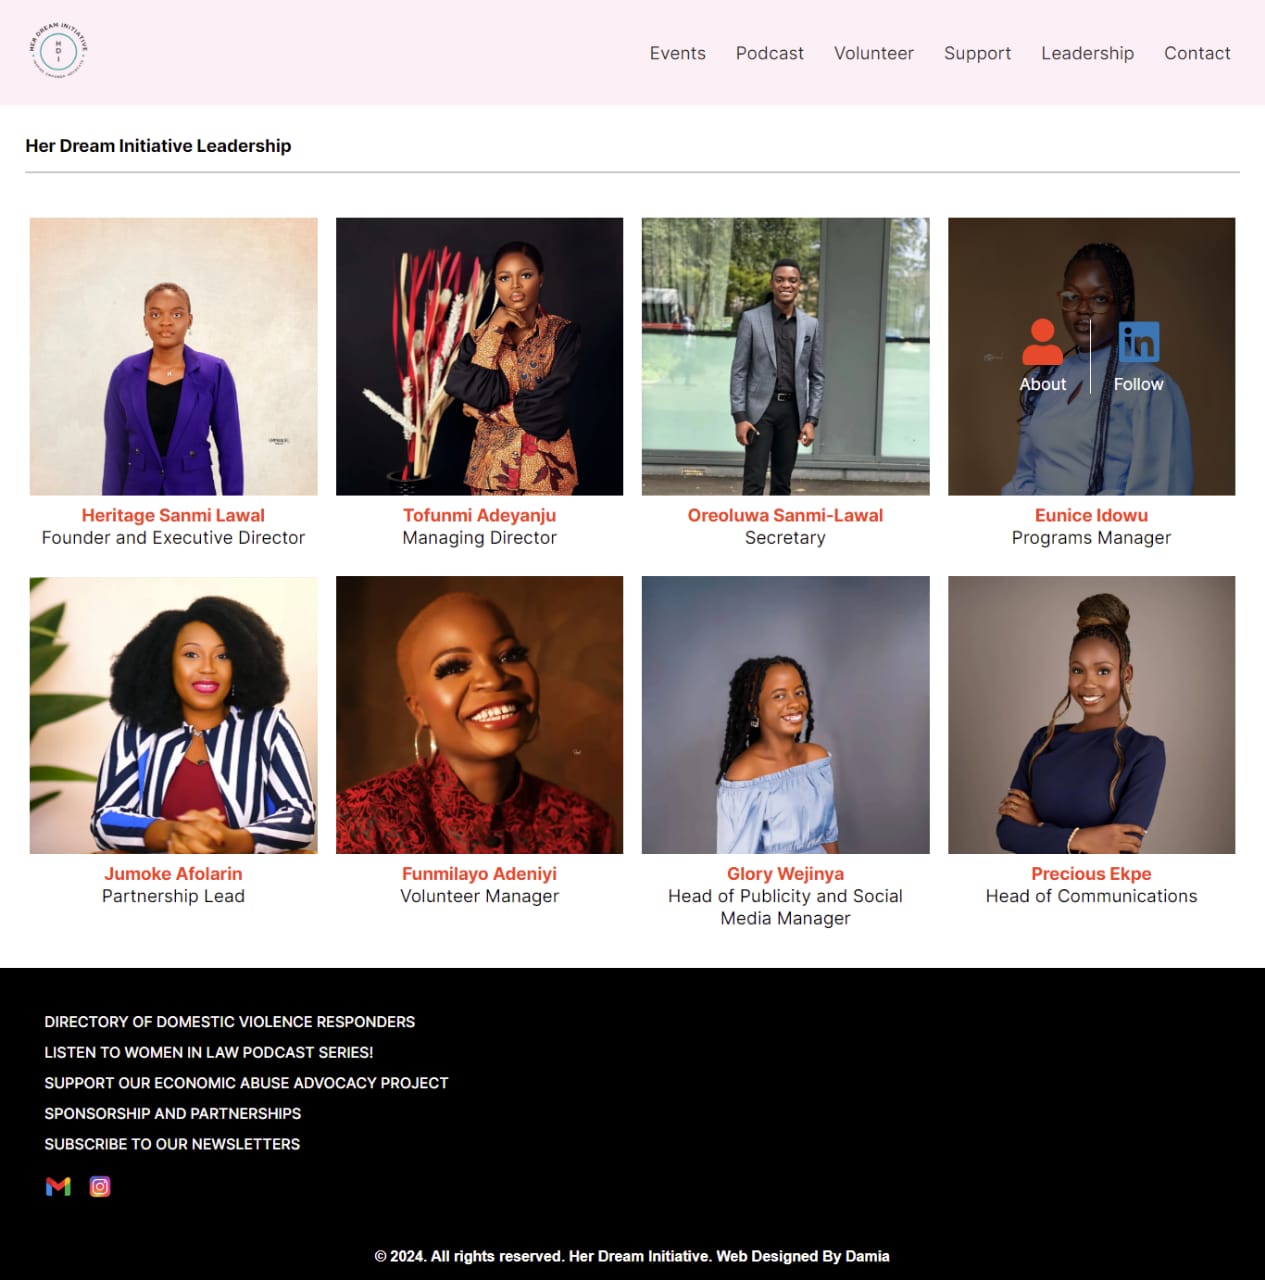 HER DREAM INITIATIVE
H
D
I
Events Podcast Volunteer Support Leadership Contact
Her Dream Initiative Leadership
About
Follow
Heritage Sanmi Lawal
Founder and Executive Director
Tofunmi Adeyanju
Managing Director
Oreoluwa Sanmi-Lawal
Secretary
Eunice Idowu
Programs Manager
Jumoke Afolarin
Partnership Lead
Funmilayo Adeniyi
Volunteer Manager
Glory Wejinya
Head of Publicity and Social
Media Manager
Precious Ekpe
Head of Communications
DIRECTORY OF DOMESTIC VIOLENCE RESPONDERS
LISTEN TO WOMEN IN LAW PODCAST SERIES!
SUPPORT OUR ECONOMIC ABUSE ADVOCACY PROJECT
SPONSORSHIP AND PARTNERSHIPS
SUBSCRIBE TO OUR NEWSLETTERS
© 2024. All rights reserved. Her Dream Initiative. Web Designed By Damia